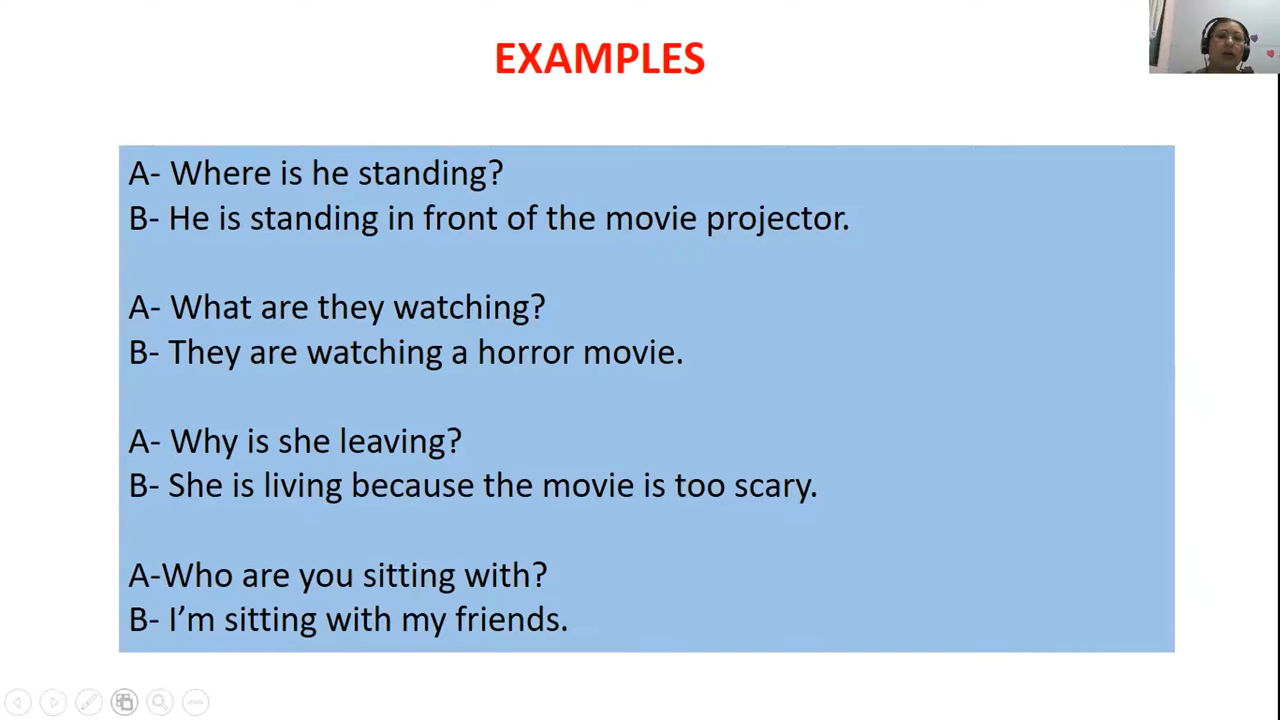 EXAMPLES
A- Where is he standing?
B- He is standing in front of the movie projector.
A- What are they watching?
B- They are watching a horror movie.
A- Why is she leaving?
B- She is living because the movie is too scary.
A-Who are you sitting with?
B- I’m sitting with my friends.